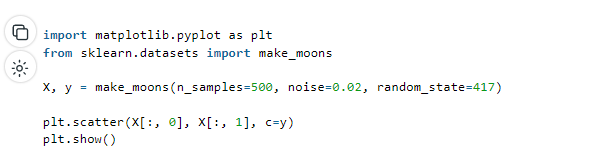 import matplotlib.pyplot as plt
from sklearn.datasets import make_moons
X, y = make_moons(n_samples=500, noise=0.02, random_state=417)
plt.scatter(X[:, 0], X[:, 1], c=y)
plt.show()